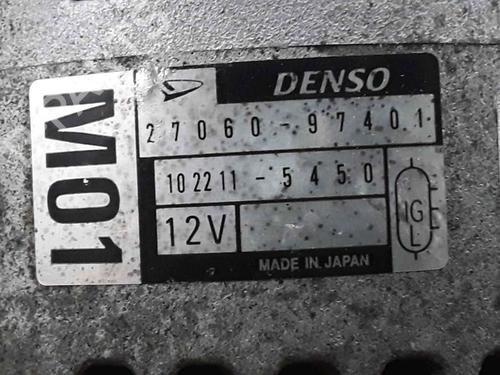 DENSO
M01
27060-97401
102211-5450
12V
IG
L
MADE IN JAPAN